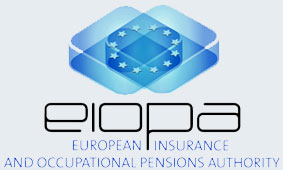 eiopa
EUROPEAN INSURANCE
AND OCCUPATIONAL PENSIONS AUTHORITY